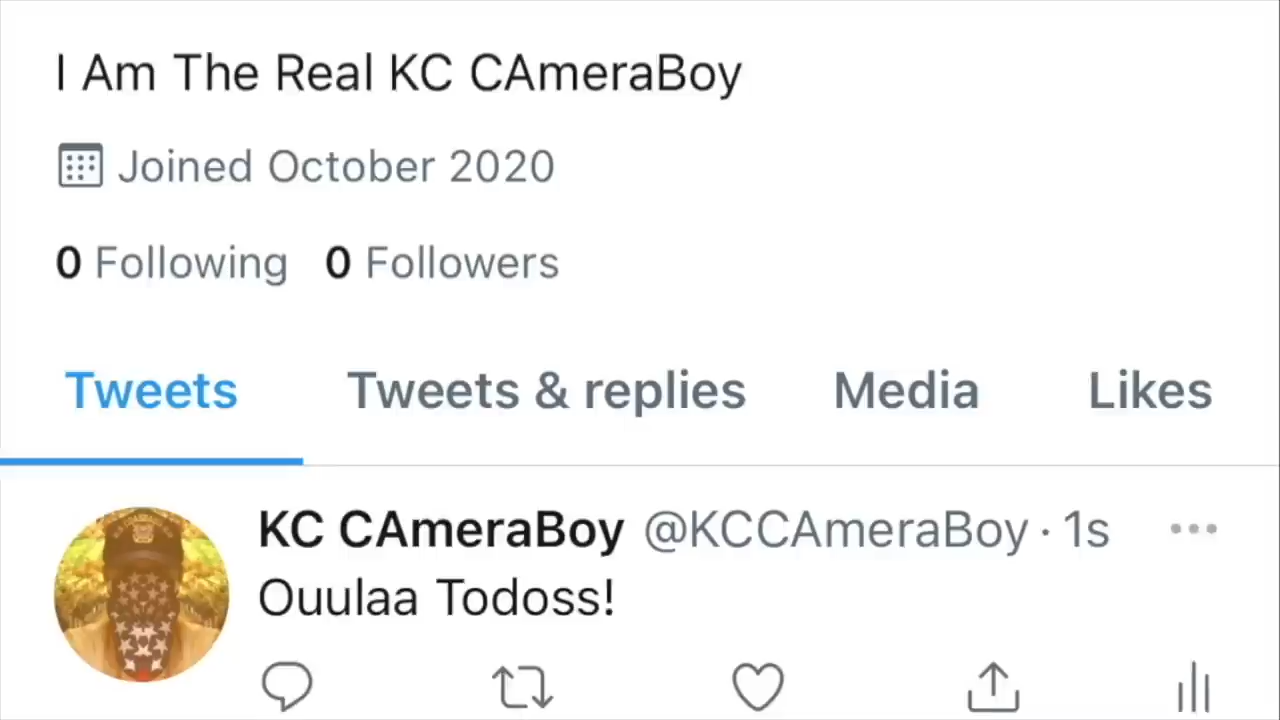 I Am The Real KC CAmeraBoy
Joined October 2020
0 Following 0 Followers
Tweets Tweets & replies Media Likes
KC CAmeraBoy @KCCAmeraBoy · 1s
Ouulaa Todoss!